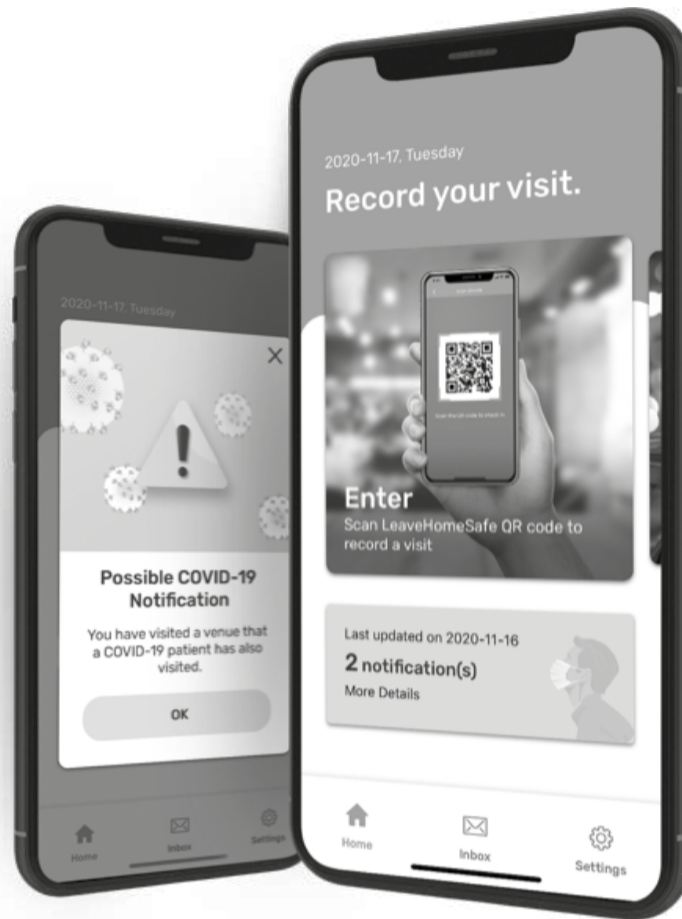 2020-11-17, Tuesday
Possible COVID-19
Notification
You have visited a venue that
a COVID-19 patient has also
visited.
OK
Home
Inbox
Settings
2020-11-17, Tuesday
Record your visit.
Enter
Scan LeaveHomeSafe QR code to
record a visit
Last updated on 2020-11-16
2 notification(s)
More Details
Home
Inbox
Settings